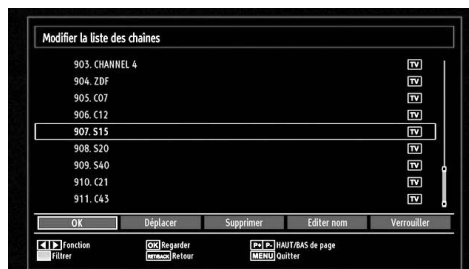 Modifier la liste des chaînes
903. CHANNEL 4 TV
904. ZDF TV
905. C07 TV
906. C12 TV
907. S15 TV
908. S20 TV
909. S40 TV
910. C21 TV
911. C43 TV
OK Déplacer Supprimer Editer nom Verrouiller
Fonction OK Regarder P+ P- HAUT/BAS de page
Filtrer RET/BACK Retour MENU Quitter